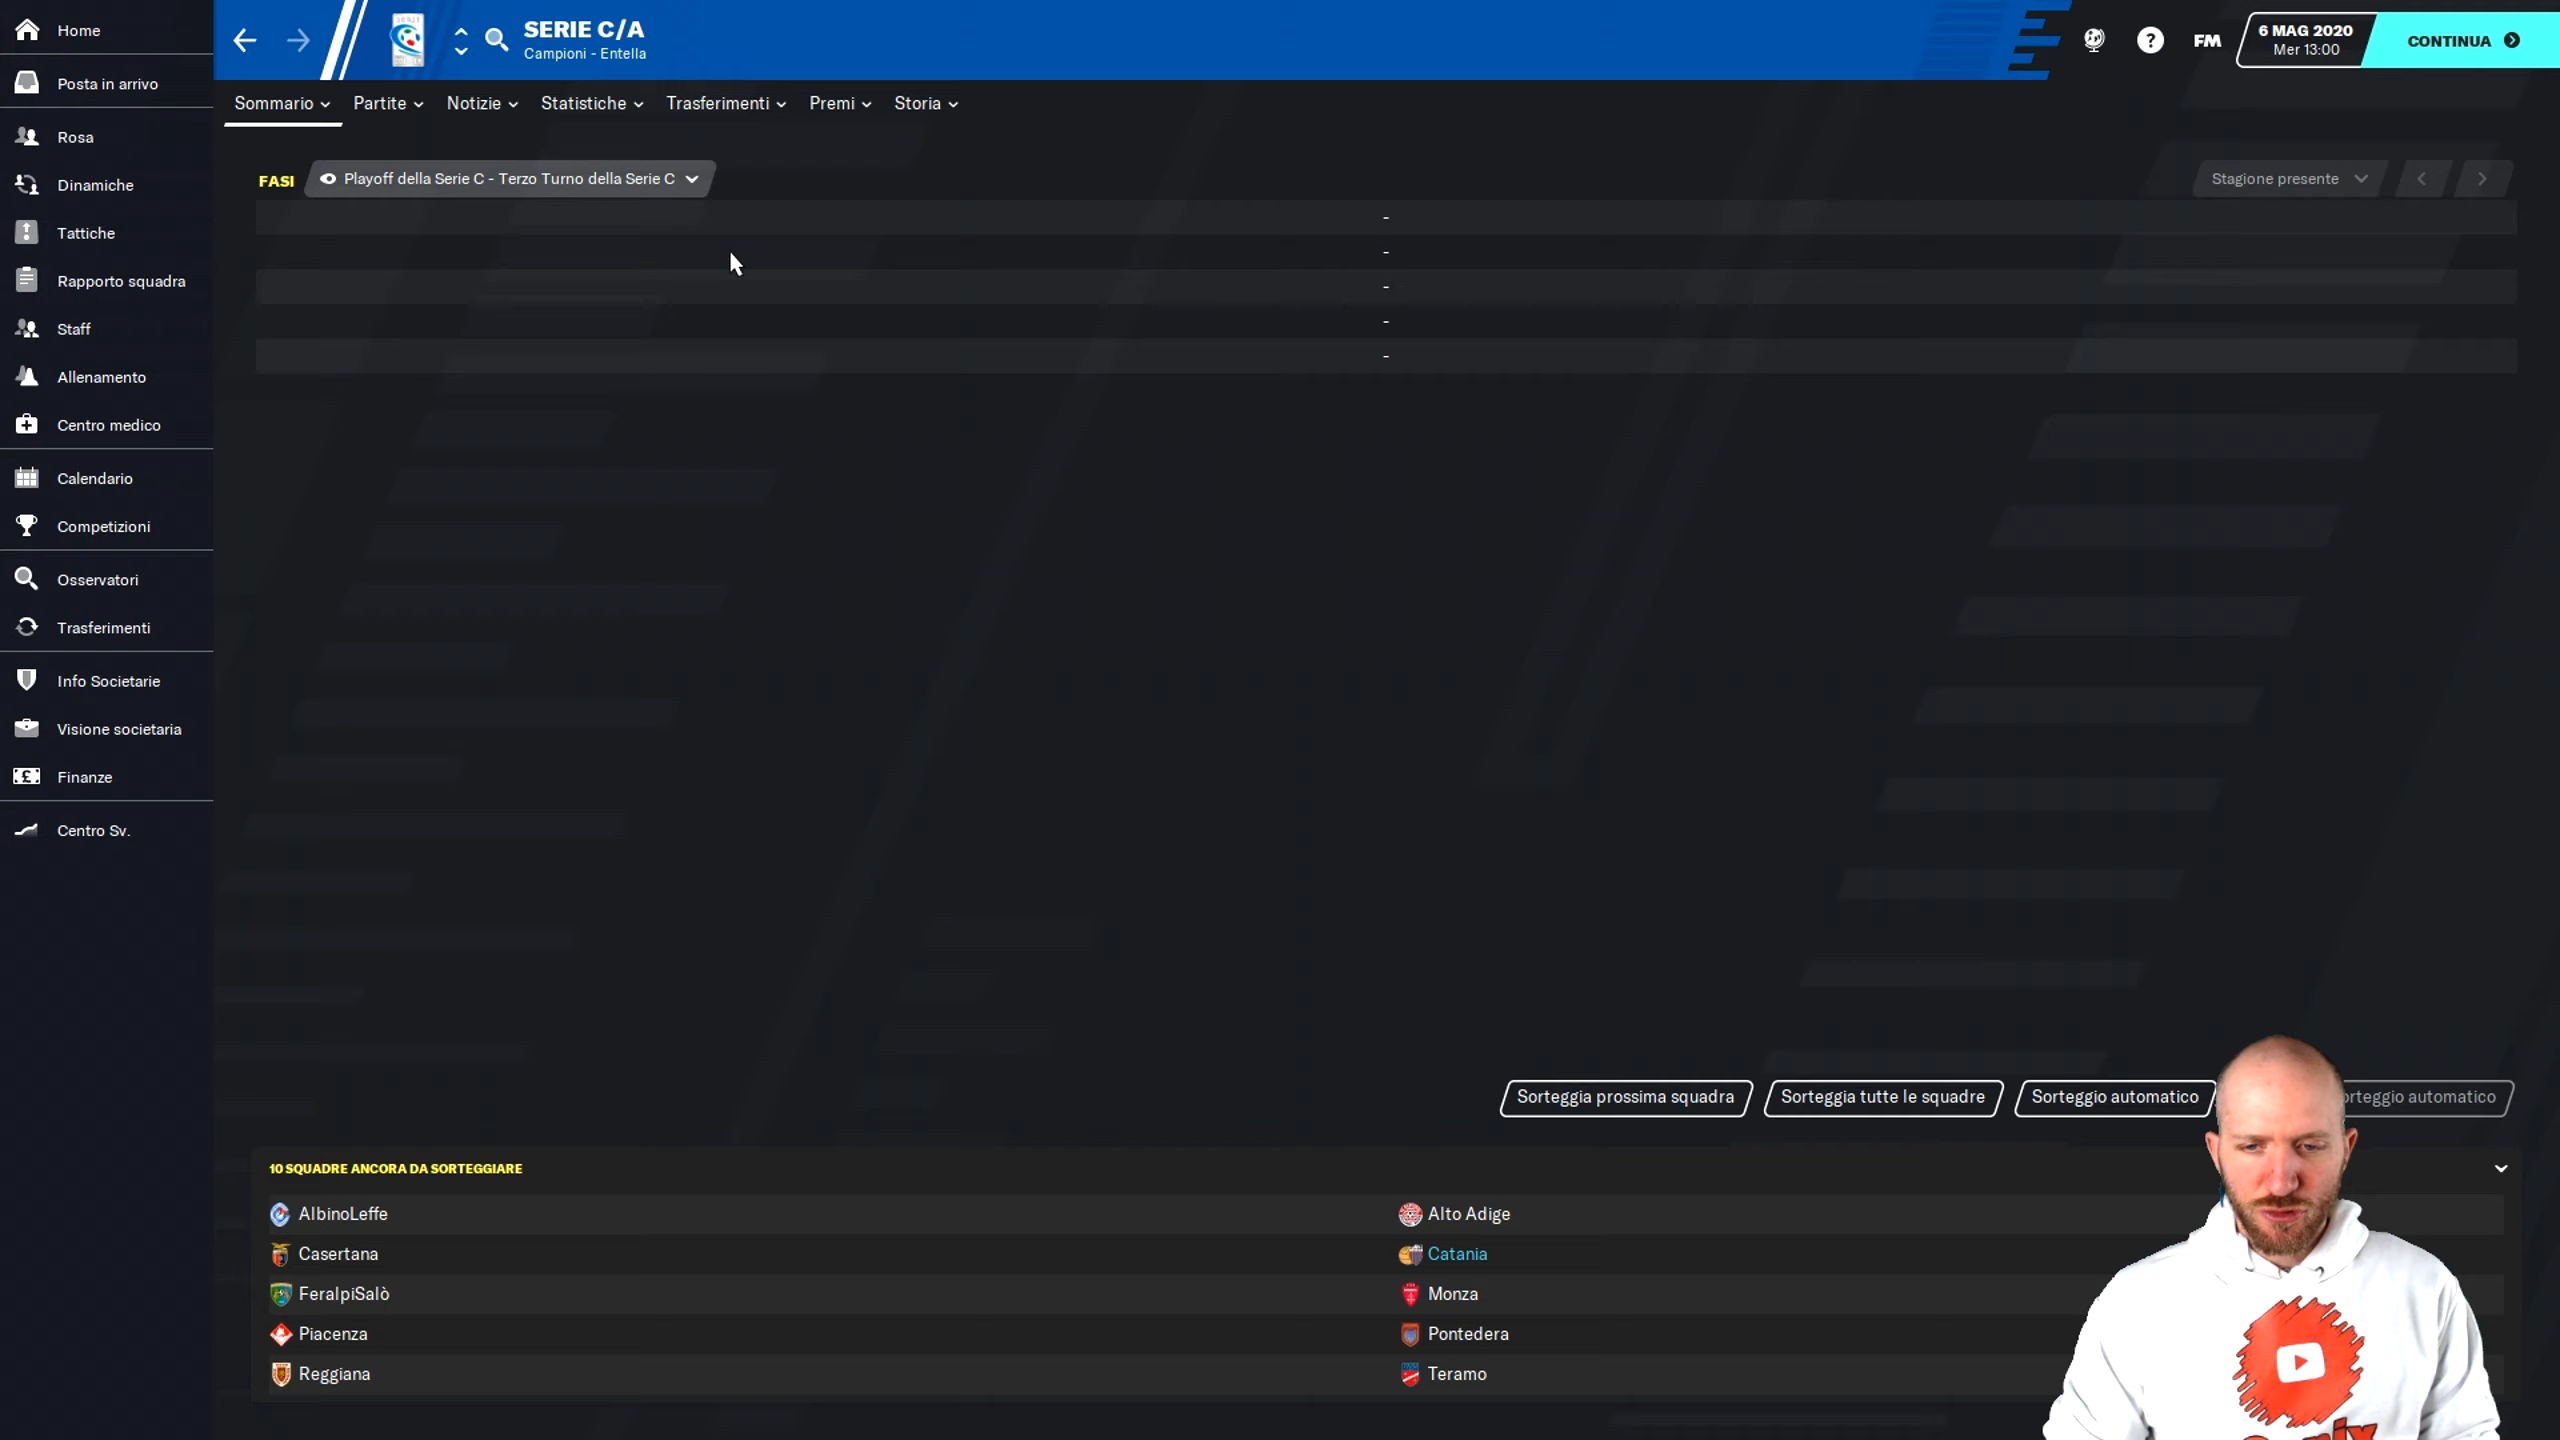 Home
Posta in arrivo
Rosa
Dinamiche
Tattiche
Rapporto squadra
Staff
Allenamento
Centro medico
Calendario
Competizioni
Osservatori
Trasferimenti
Info Societarie
Visione societaria
Finanze
Centro Sv.
SERIE C/A
Campioni - Entella
FM
6 MAG 2020
Mer 13:00
CONTINUA
Sommario Partite Notizie Statistiche Trasferimenti Premi Storia
FASI Playoff della Serie C - Terzo Turno della Serie C
Stagione presente
-
-
-
-
-
Sorteggia prossima squadra Sorteggia tutte le squadre Sorteggio automatico automatico
10 SQUADRE ANCORA DA SORTEGGIARE
AlbinoLeffe Alto Adige
Casertana Catania
FeralpiSalò Monza
Piacenza Pontedera
Reggiana Teramo